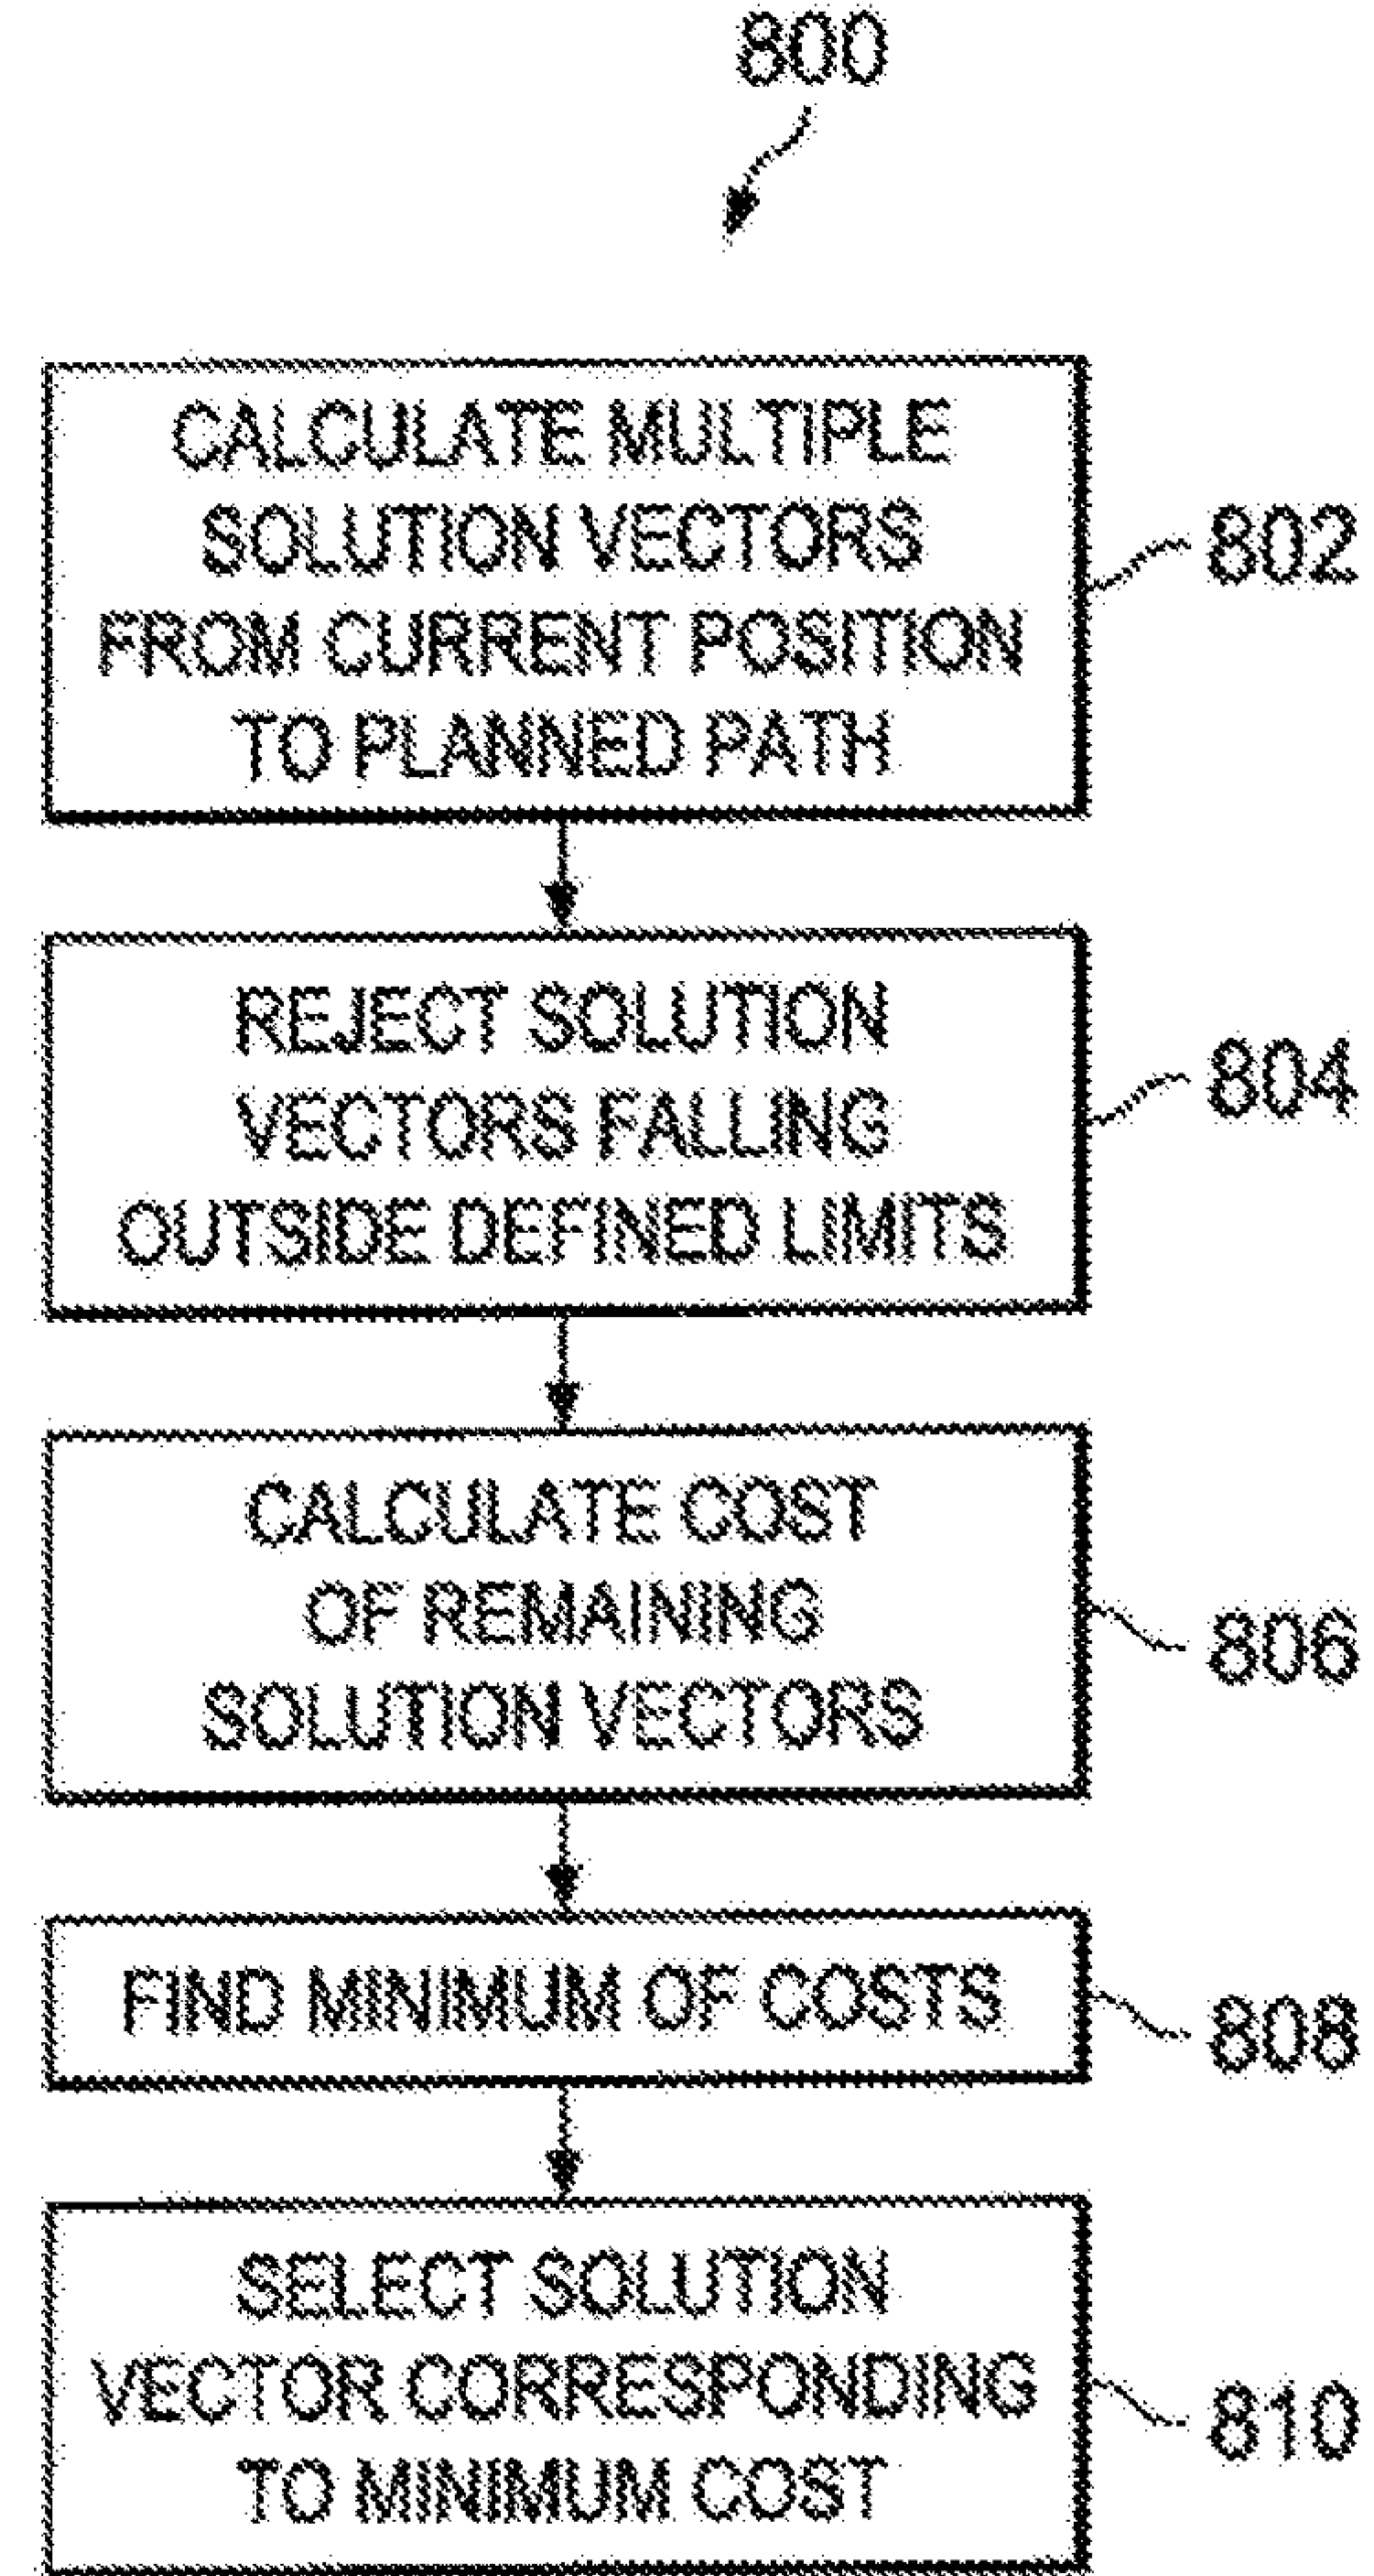 800
CALCULATE MULTIPLE
SOLUTION VECTORS
FROM CURRENT POSITION
TO PLANNED PATH
802
REJECT SOLUTION
VECTORS FALLING
OUTSIDE DEFINED LIMITS
804
CALCULATE COST
OF REMAINING
SOLUTION VECTORS
806
FIND MINIMUM OF COSTS
808
SELECT SOLUTION
VECTOR CORRESPONDING
TO MINIMUM COST
810